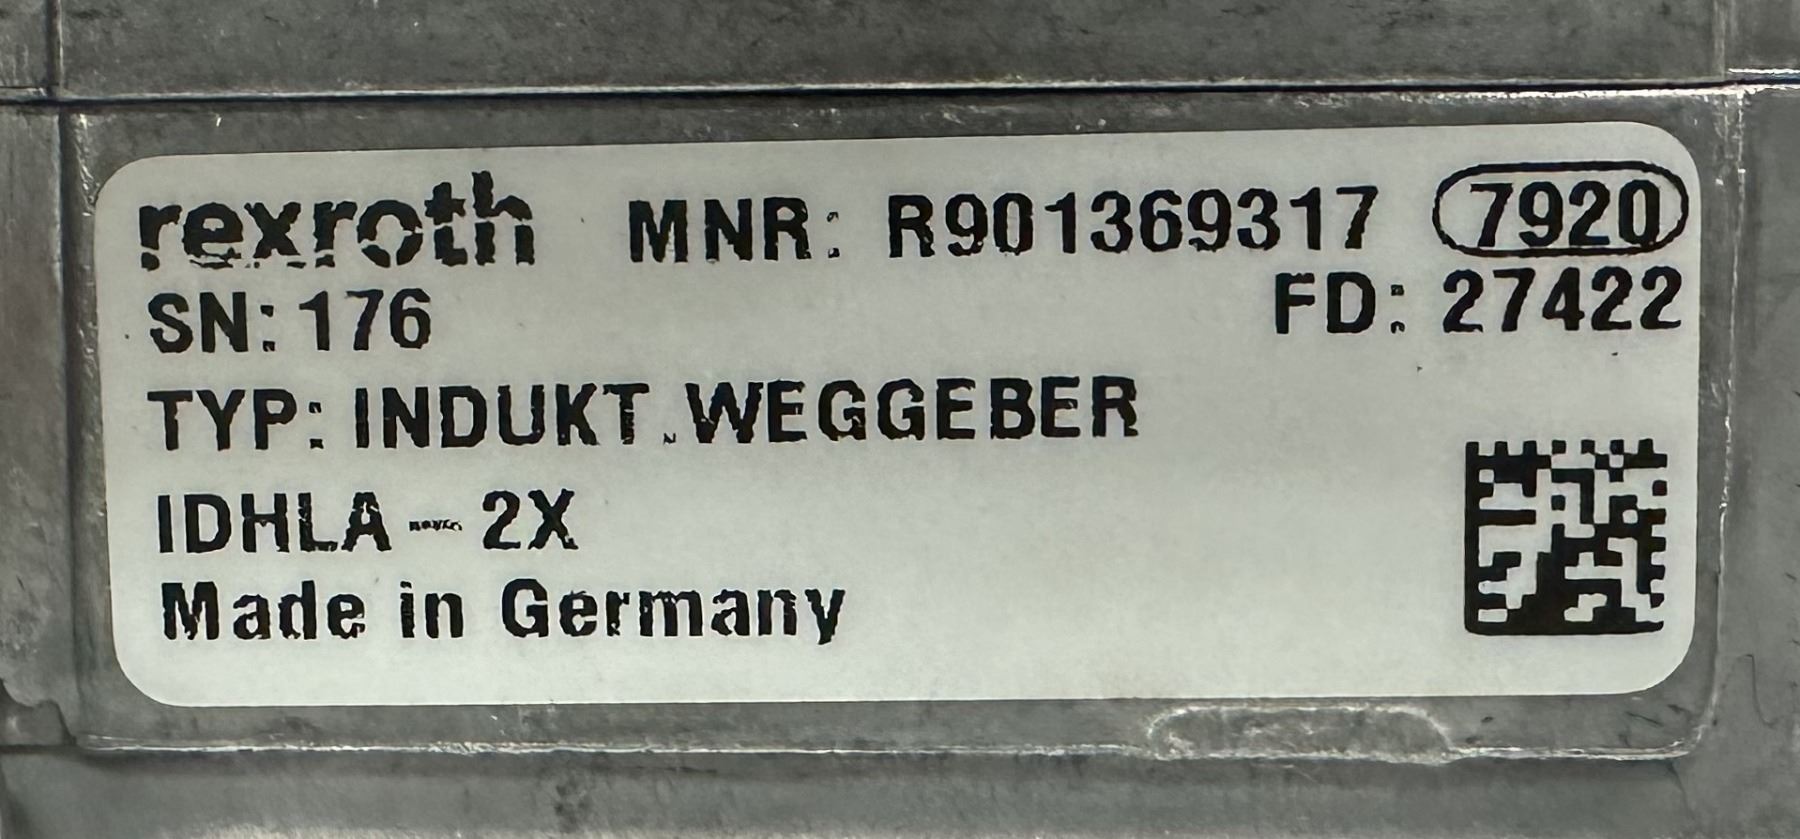 rexroth MNR: R901369317 7920
SN: 176 FD: 27422
TYP: INDUKT.WEGGEBER
IDHLA-2X
Made in Germany